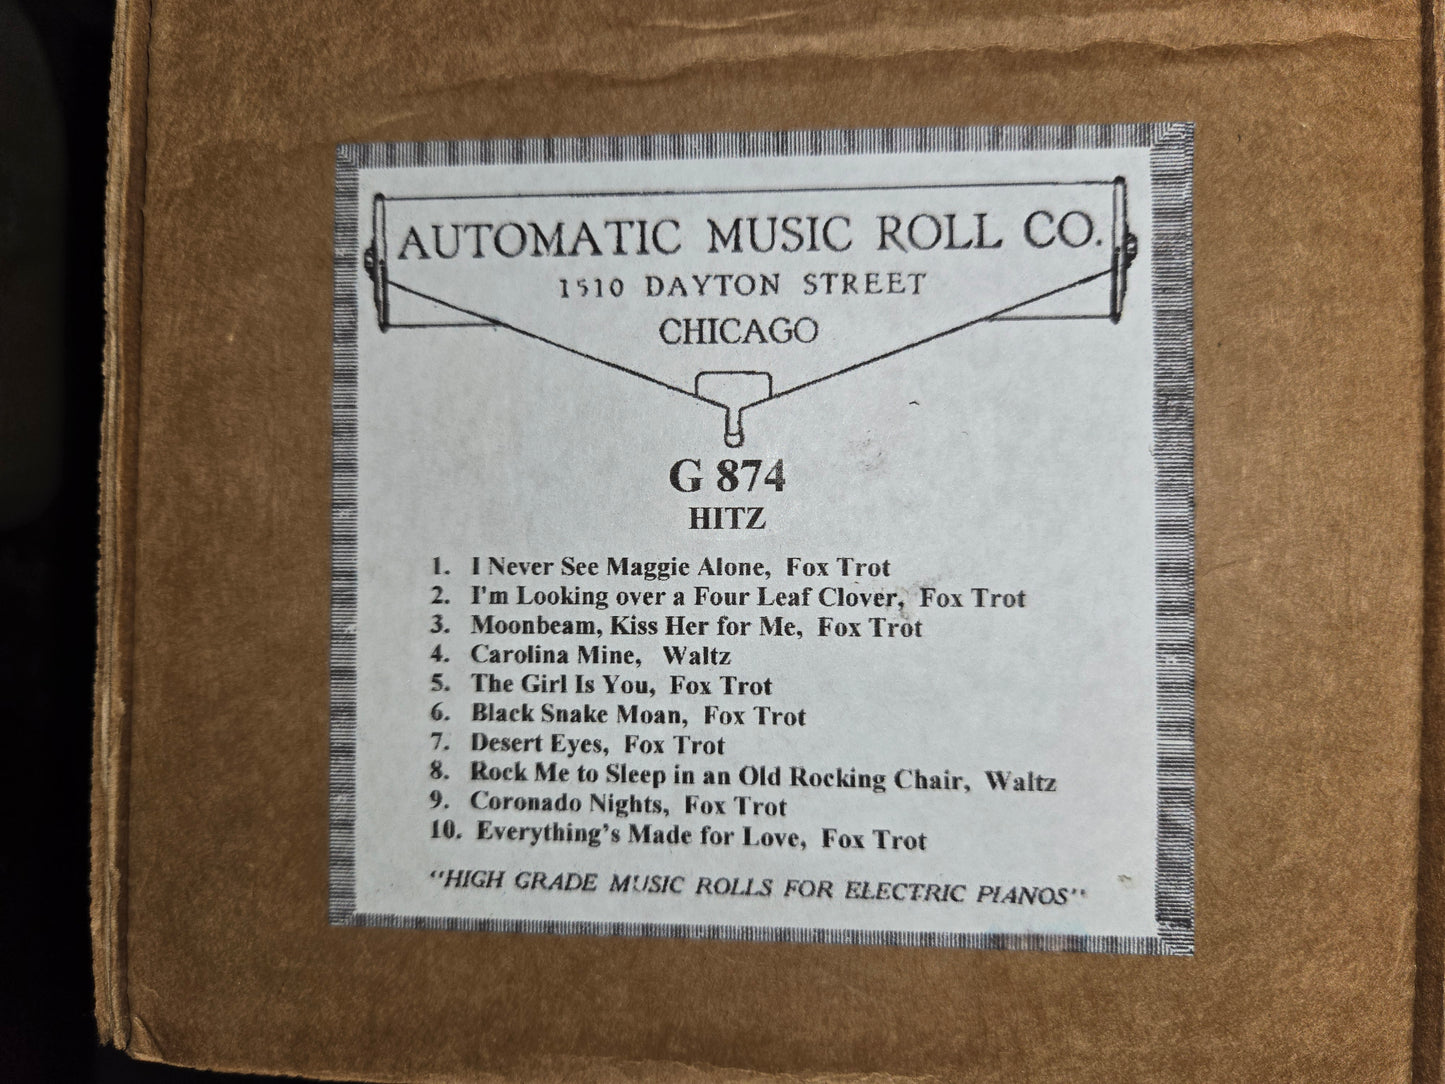 AUTOMATIC MUSIC ROLL CO.
1510 DAYTON STREET
CHICAGO
G 874
HITZ
1. I Never See Maggie Alone, Fox Trot
2. I'm Looking over a Four Leaf Clover, Fox Trot
3. Moonbeam, Kiss Her for Me, Fox Trot
4. Carolina Mine, Waltz
5. The Girl Is You, Fox Trot
6. Black Snake Moan, Fox Trot
7. Desert Eyes, Fox Trot
8. Rock Me to Sleep in an Old Rocking Chair, Waltz
9. Coronado Nights, Fox Trot
10. Everything's Made for Love, Fox Trot
"HIGH GRADE MUSIC ROLLS FOR ELECTRIC PIANOS"